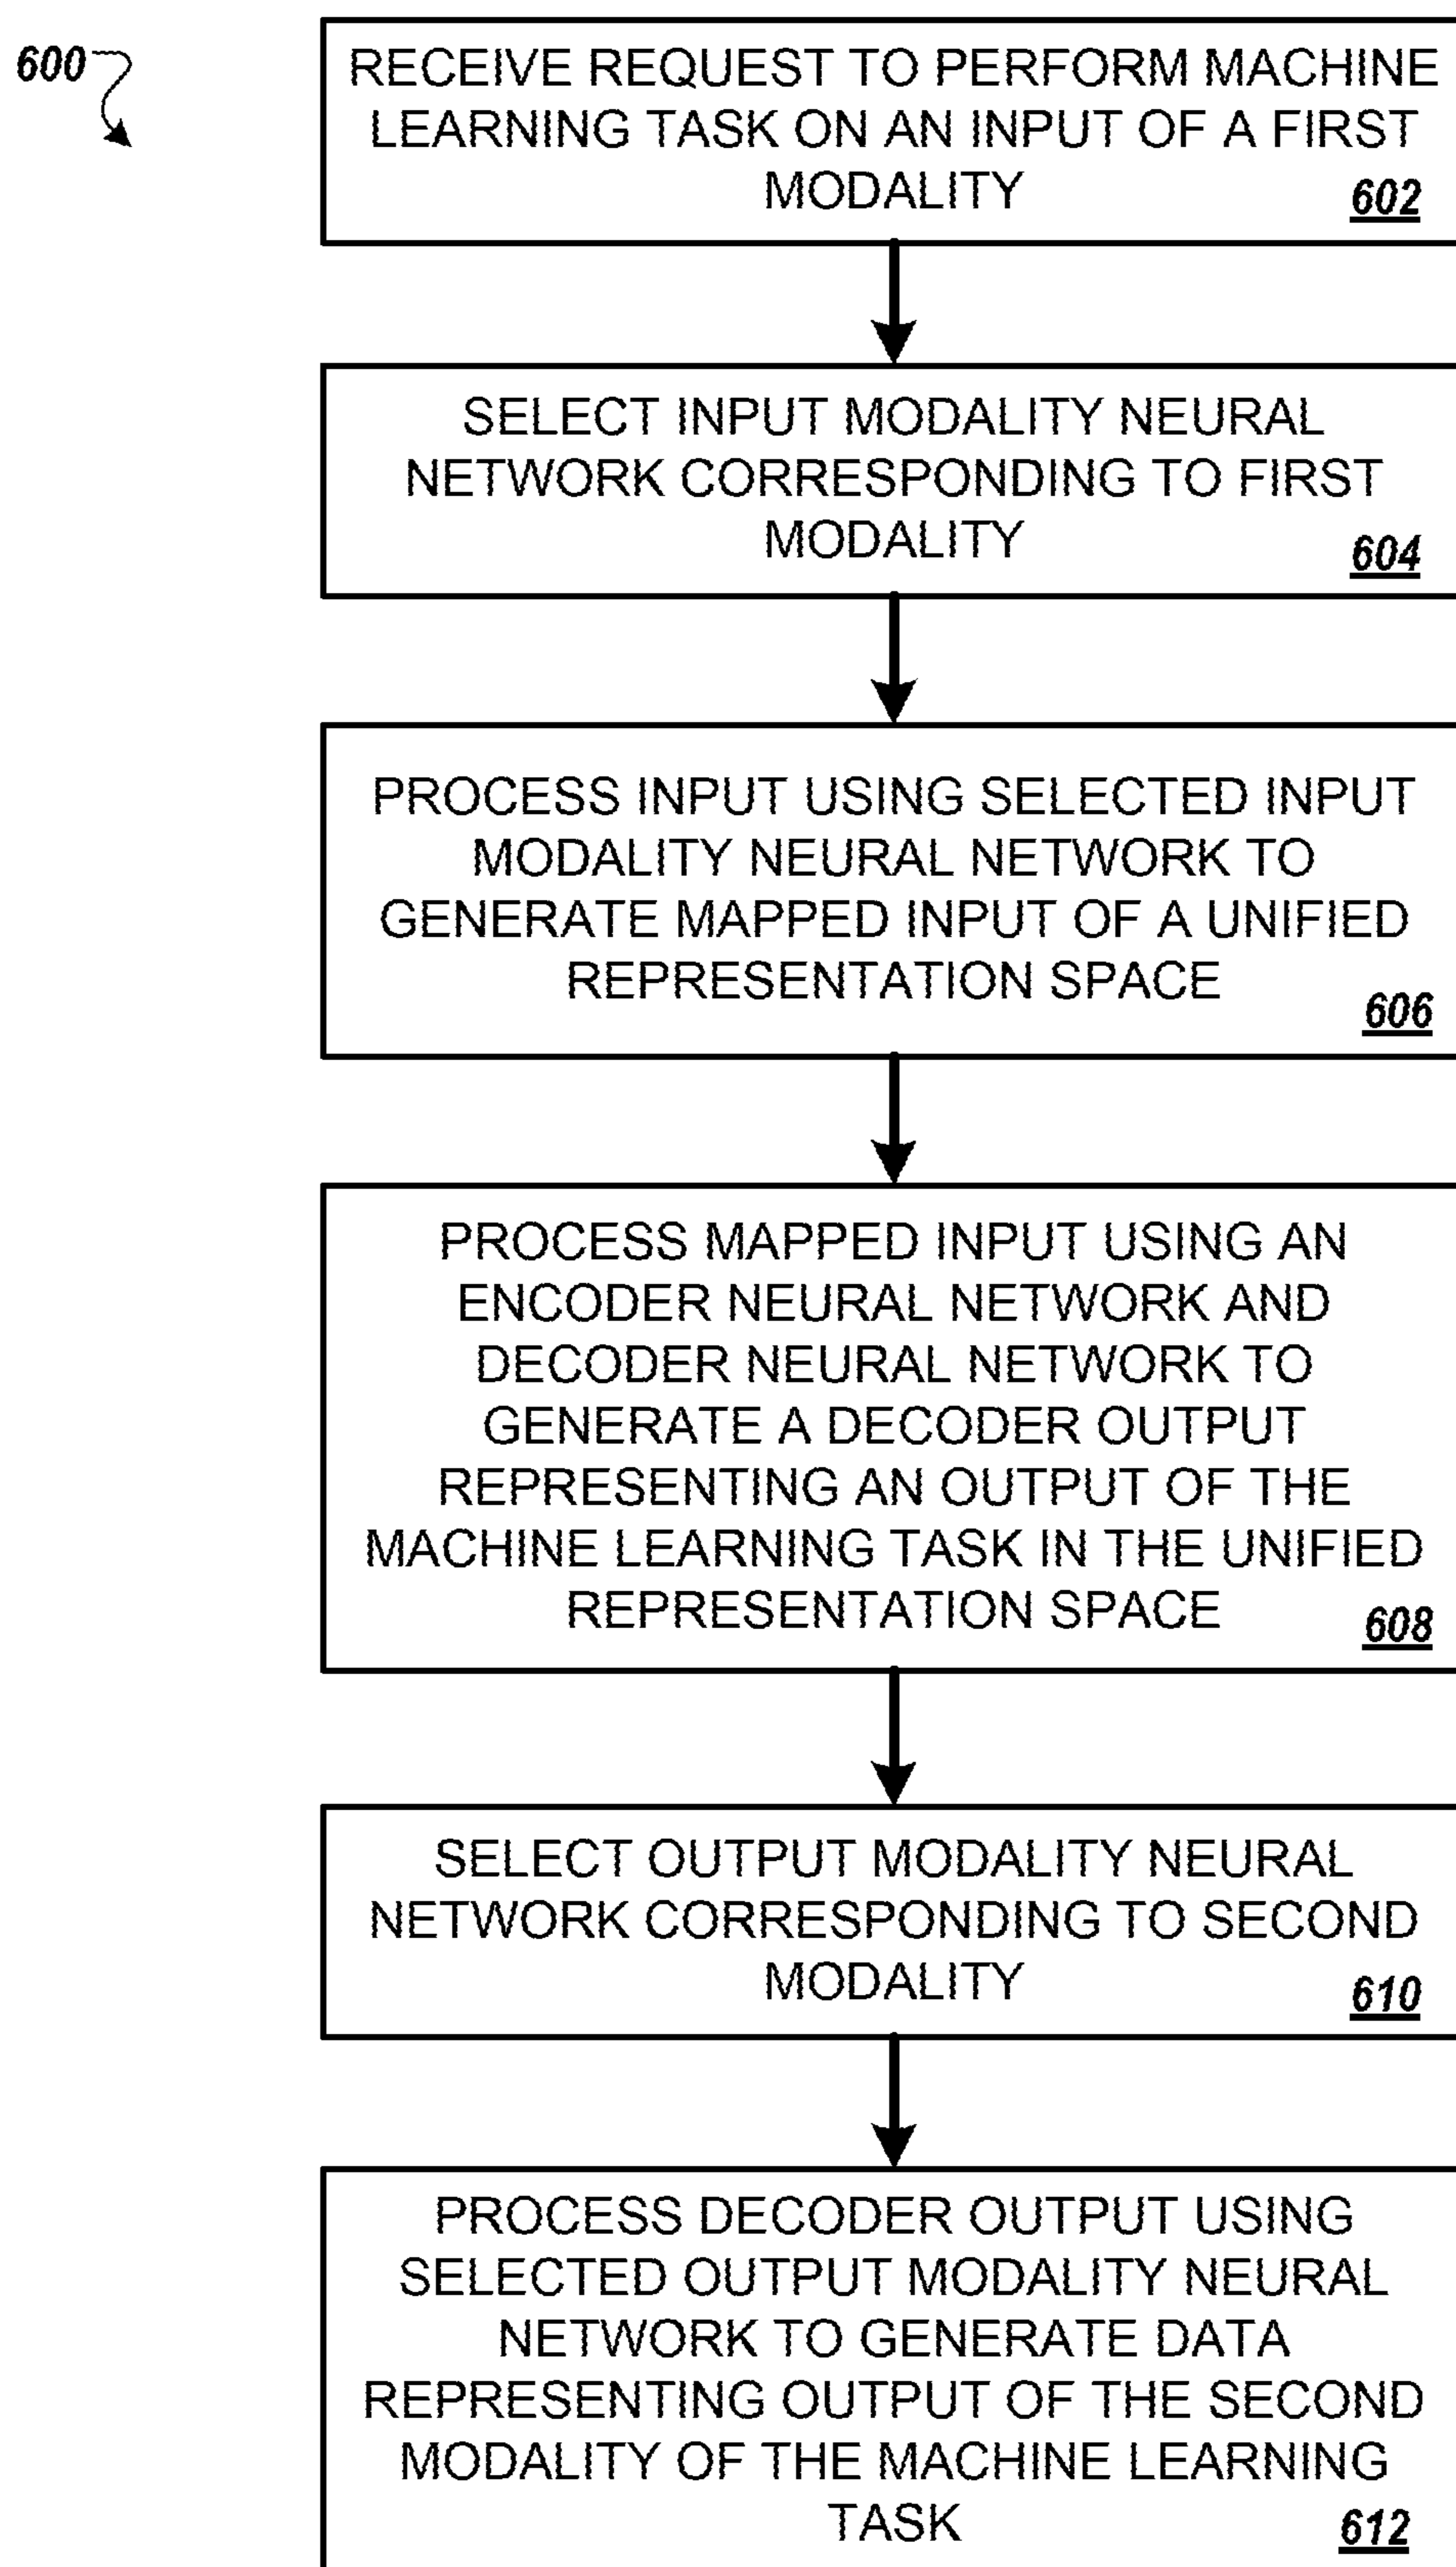 600
RECEIVE REQUEST TO PERFORM MACHINE
LEARNING TASK ON AN INPUT OF A FIRST
MODALITY
602
SELECT INPUT MODALITY NEURAL
NETWORK CORRESPONDING TO FIRST
MODALITY
604
PROCESS INPUT USING SELECTED INPUT
MODALITY NEURAL NETWORK TO
GENERATE MAPPED INPUT OF A UNIFIED
REPRESENTATION SPACE
606
PROCESS MAPPED INPUT USING AN
ENCODER NEURAL NETWORK AND
DECODER NEURAL NETWORK TO
GENERATE A DECODER OUTPUT
REPRESENTING AN OUTPUT OF THE
MACHINE LEARNING TASK IN THE UNIFIED
REPRESENTATION SPACE
608
SELECT OUTPUT MODALITY NEURAL
NETWORK CORRESPONDING TO SECOND
MODALITY
610
PROCESS DECODER OUTPUT USING
SELECTED OUTPUT MODALITY NEURAL
NETWORK TO GENERATE DATA
REPRESENTING OUTPUT OF THE SECOND
MODALITY OF THE MACHINE LEARNING
TASK
612